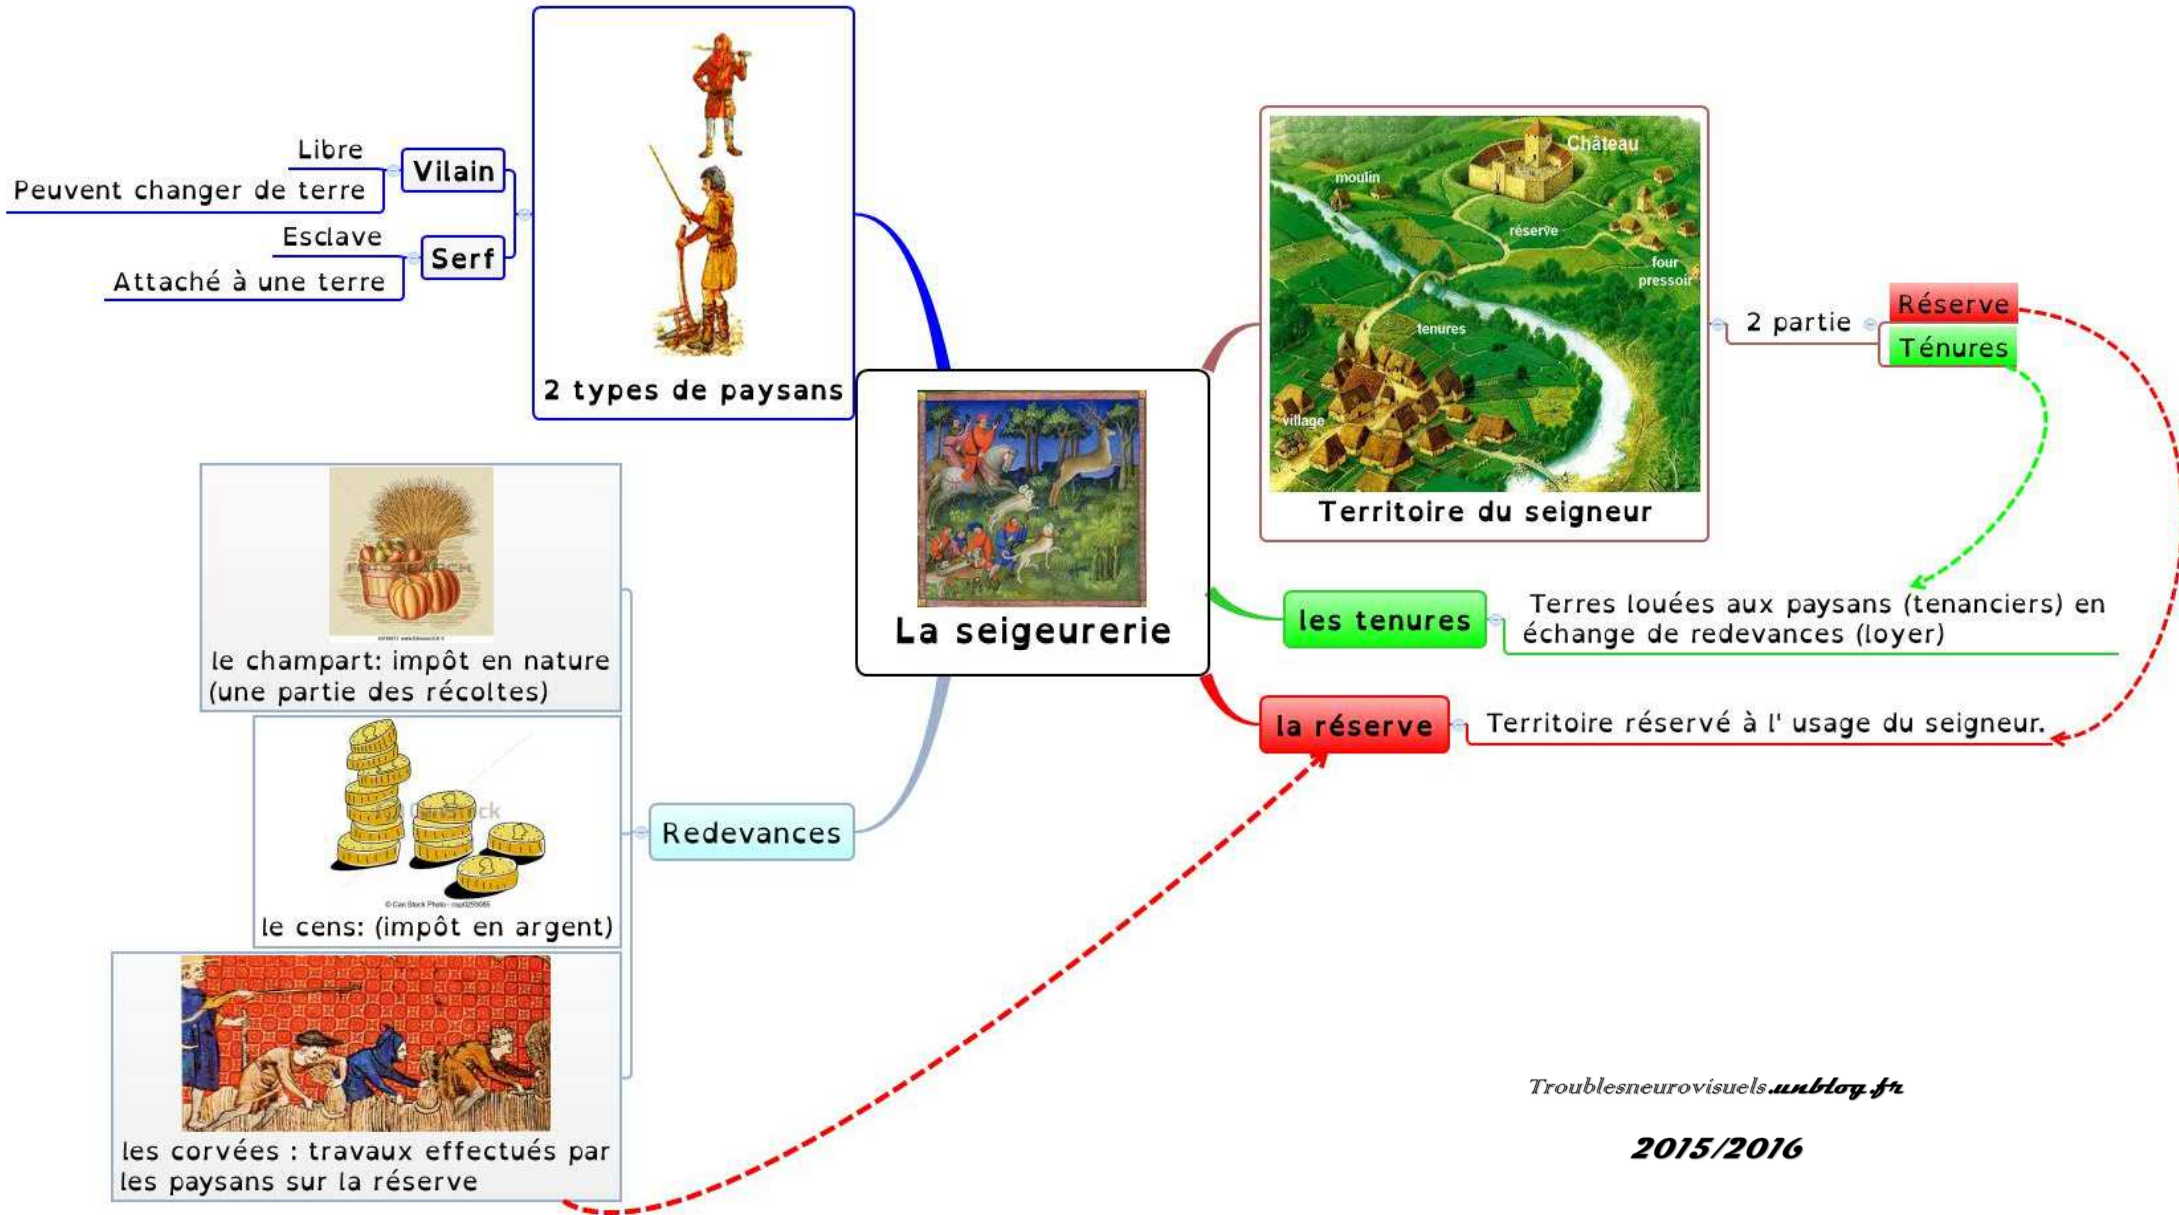 Libre
Vilain
Peuvent changer de terre
Esclave
Serf
Attaché à une terre
2 types de paysans
La seigeurerie
Château
moulin
réserve
four
pressoir
tenures
village
Territoire du seigneur
2 partie
Réserve
Ténures
les tenures
Terres louées aux paysans (tenanciers) en
échange de redevances (loyer)
la réserve
Territoire réservé à l' usage du seigneur.
Redevances
le champart: impôt en nature
(une partie des récoltes)
© Can Stock Photo
le cens: (impôt en argent)
les corvées : travaux effectués par
les paysans sur la réserve
Troublesneurovisuels.unblog.fr
2015/2016